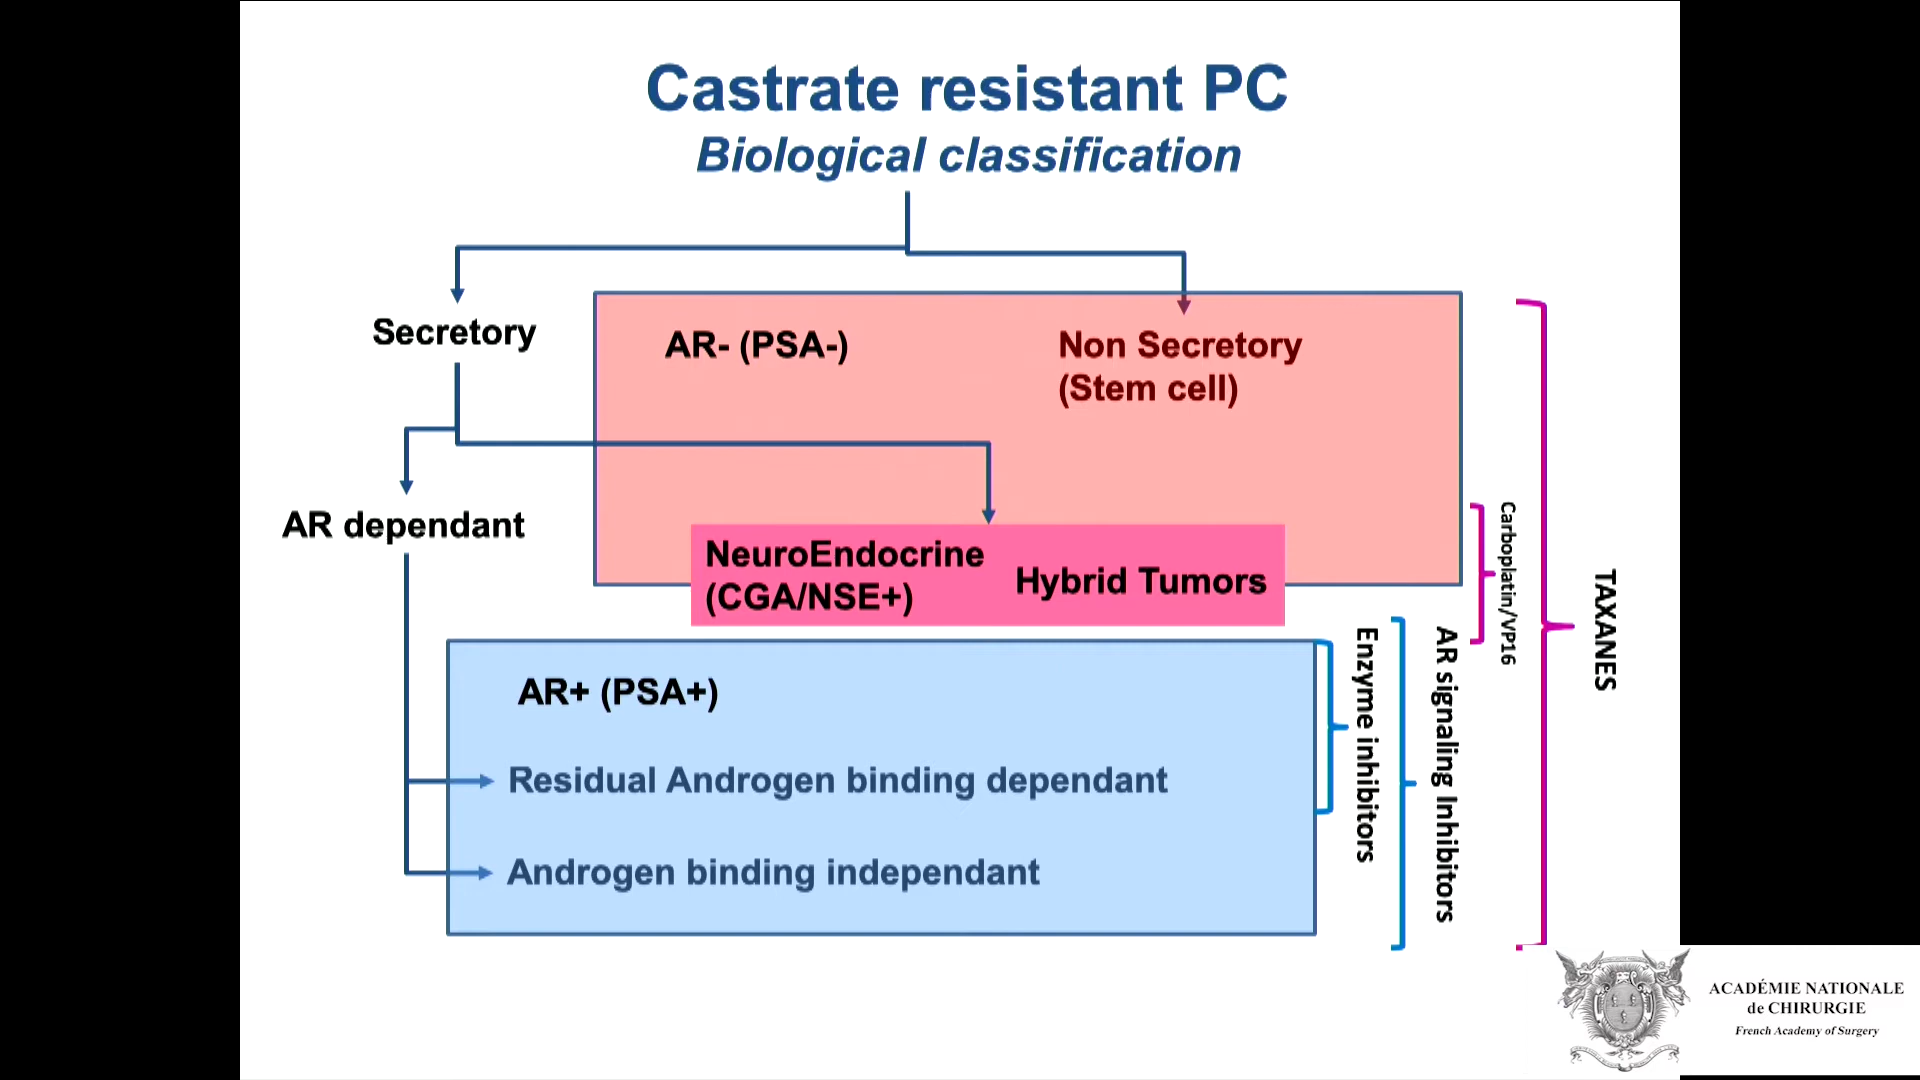 Castrate resistant PC
Biological classification
Secretory
AR- (PSA-)
Non Secretory
(Stem cell)
AR dependant
NeuroEndocrine
(CGA/NSE+)
Hybrid Tumors
AR+ (PSA+)
Residual Androgen binding dependant
Androgen binding independant
Enzyme inhibitors
AR signaling Inhibitors
Carboplatin/VP16
TAXANES
ACADÉMIE NATIONALE
de CHIRURGIE
French Academy of Surgery